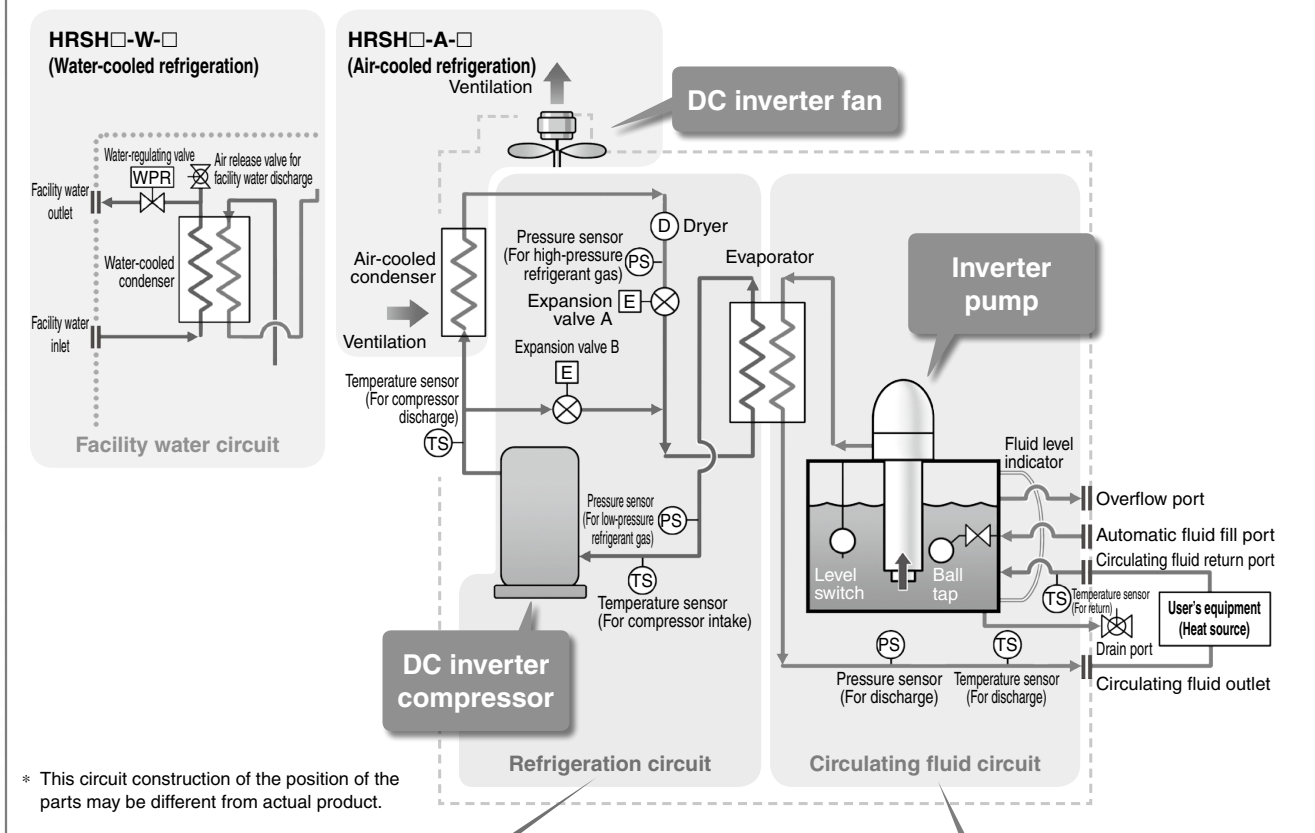 HRSH□-W-□
(Water-cooled refrigeration)
HRSH□-A-□
(Air-cooled refrigeration)
Ventilation
DC inverter fan
Water-regulating valve
WPR
Air release valve for
facility water discharge
Facility water
outlet
Water-cooled
condenser
Facility water
inlet
Facility water circuit
Air-cooled
condenser
Ventilation
D
Dryer
Pressure sensor
(For high-pressure
refrigerant gas)
PS
Expansion
valve A
E
Expansion valve B
E
Evaporator
Inverter
pump
Temperature sensor
(For compressor
discharge)
TS
Pressure sensor
(For low-pressure
refrigerant gas)
PS
TS
Temperature sensor
(For compressor intake)
DC inverter
compressor
Fluid level
indicator
Level
switch
Ball
tap
Overflow port
Automatic fluid fill port
Circulating fluid return port
TS
Temperature sensor
(For return)
User's equipment
(Heat source)
Drain port
PS
Pressure sensor
(For discharge)
TS
Temperature sensor
(For discharge)
Circulating fluid outlet
Refrigeration circuit
Circulating fluid circuit
* This circuit construction of the position of the
parts may be different from actual product.